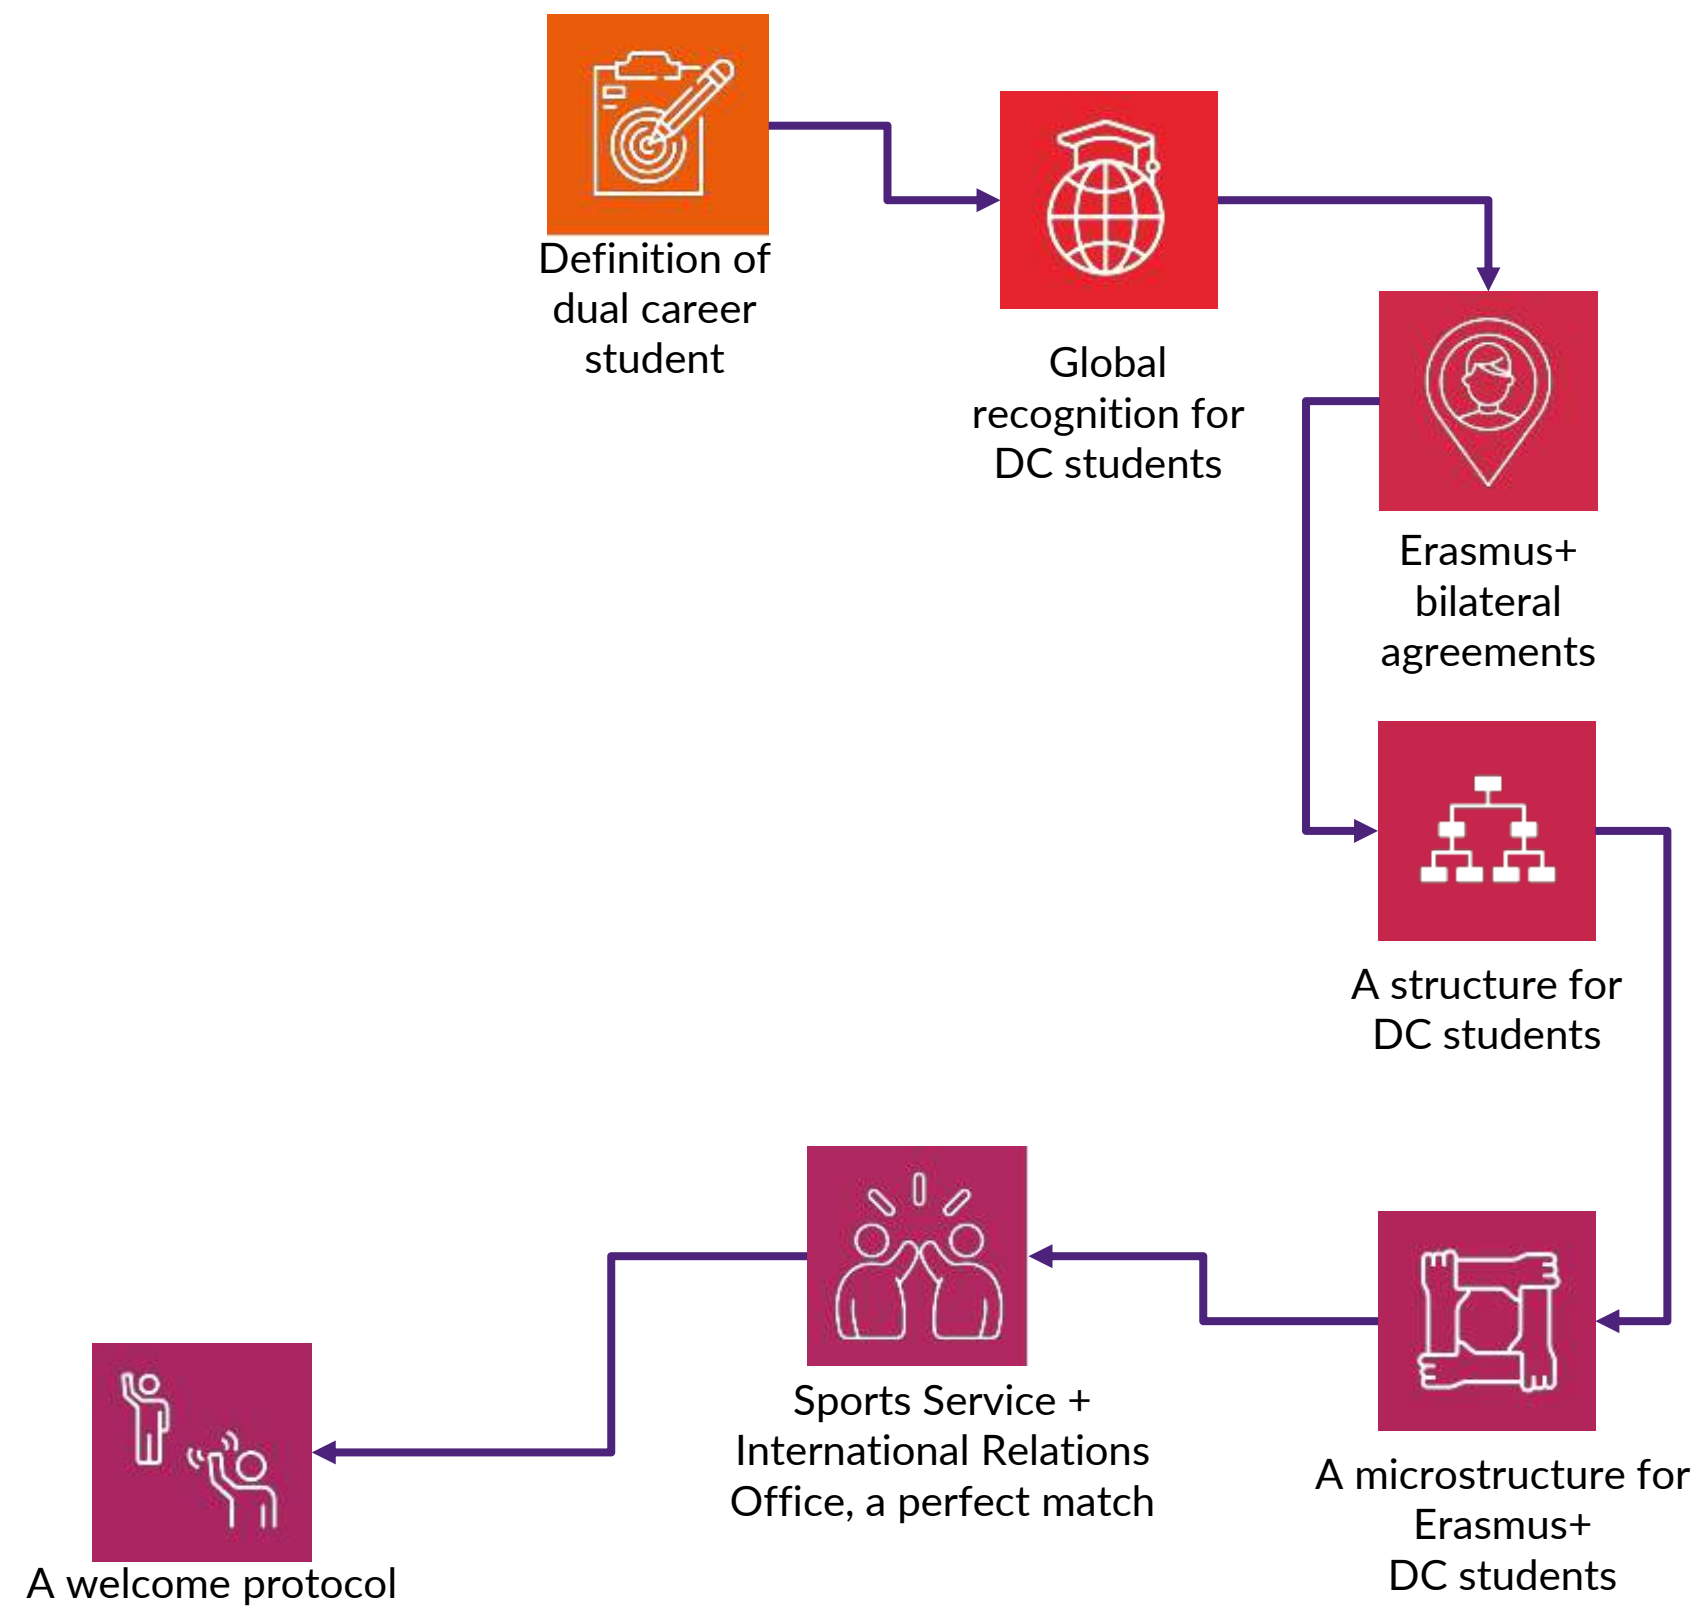 Definition of
dual career
student
Global
recognition for
DC students
Erasmus+
bilateral
agreements
A structure for
DC students
A microstructure for
Erasmus+
DC students
Sports Service +
International Relations
Office, a perfect match
A welcome protocol